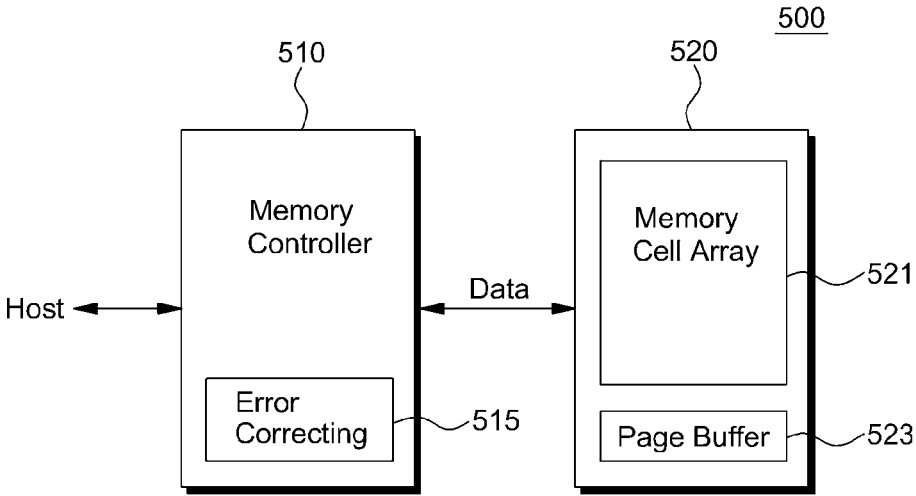 500
510
520
Memory
Controller
Memory
Cell Array
521
Host
Data
Error
Correcting
515
Page Buffer
523